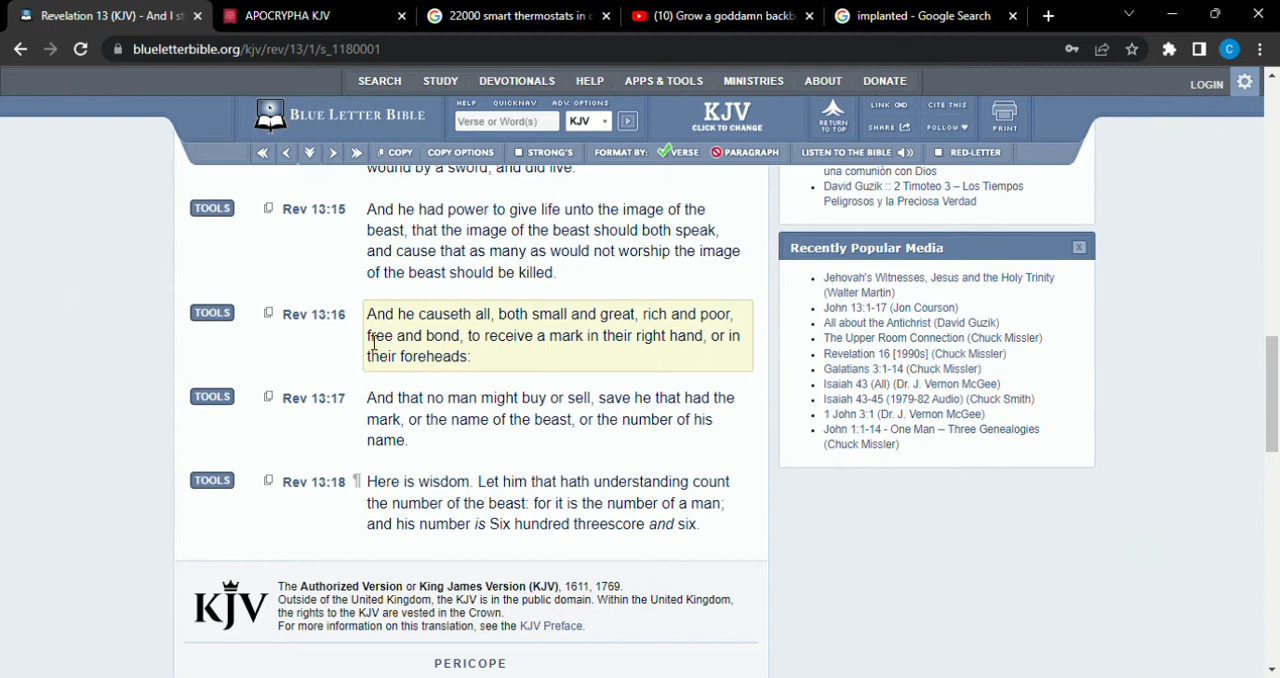 Revelation 13 (KJV) - And I st
APOCRYPHA KJV
22000 smart thermostats in c
(10) Grow a goddamn backb
implanted - Google Search
blueletterbible.org/kjv/rev/13/1/s_1180001
C
SEARCH STUDY DEVOTIONALS HELP APPS & TOOLS MINISTRIES ABOUT DONATE
LOGIN
BLUE LETTER BIBLE
HELP QUICKNAV ADV. OPTIONS
Verse or Word(s) KJV
KJV
CLICK TO CHANGE
RETURN
TO TOP
LINK
SHARE
CITE THIS
FOLLOW
PRINT
COPY COPY OPTIONS STRONG'S FORMAT BY: VERSE PARAGRAPH LISTEN TO THE BIBLE RED-LETTER
wound by a sword, and did live.
TOOLS Rev 13:15 And he had power to give life unto the image of the
beast, that the image of the beast should both speak,
and cause that as many as would not worship the image
of the beast should be killed.
TOOLS Rev 13:16 And he causeth all, both small and great, rich and poor,
free and bond, to receive a mark in their right hand, or in
their foreheads:
TOOLS Rev 13:17 And that no man might buy or sell, save he that had the
mark, or the name of the beast, or the number of his
name.
TOOLS Rev 13:18 ¶ Here is wisdom. Let him that hath understanding count
the number of the beast: for it is the number of a man;
and his number is Six hundred threescore and six.
KJV
The Authorized Version or King James Version (KJV), 1611, 1769.
Outside of the United Kingdom, the KJV is in the public domain. Within the United Kingdom,
the rights to the KJV are vested in the Crown.
For more information on this translation, see the KJV Preface.
PERICOPE
una comunión con Dios
David Guzik :: 2 Timoteo 3 – Los Tiempos
Peligrosos y la Preciosa Verdad
Recently Popular Media x
Jehovah's Witnesses, Jesus and the Holy Trinity
(Walter Martin)
John 13:1-17 (Jon Courson)
All about the Antichrist (David Guzik)
The Upper Room Connection (Chuck Missler)
Revelation 16 [1990s] (Chuck Missler)
Galatians 3:1-14 (Chuck Missler)
Isaiah 43 (All) (Dr. J. Vernon McGee)
Isaiah 43-45 (1979-82 Audio) (Chuck Smith)
1 John 3:1 (Dr. J. Vernon McGee)
John 1:1-14 - One Man -- Three Genealogies
(Chuck Missler)